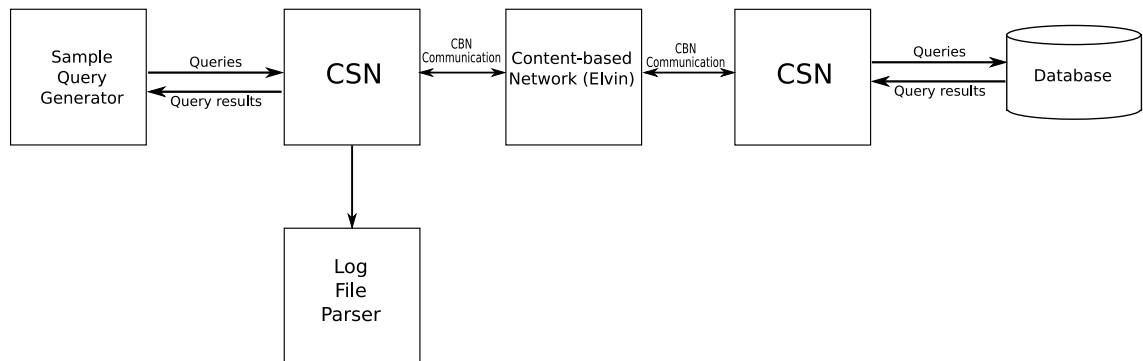 Sample
Query
Generator
Queries
Query results
CSN
CBN
Communication
Content-based
Network (Elvin)
CBN
Communication
CSN
Queries
Query results
Database
Log
File
Parser